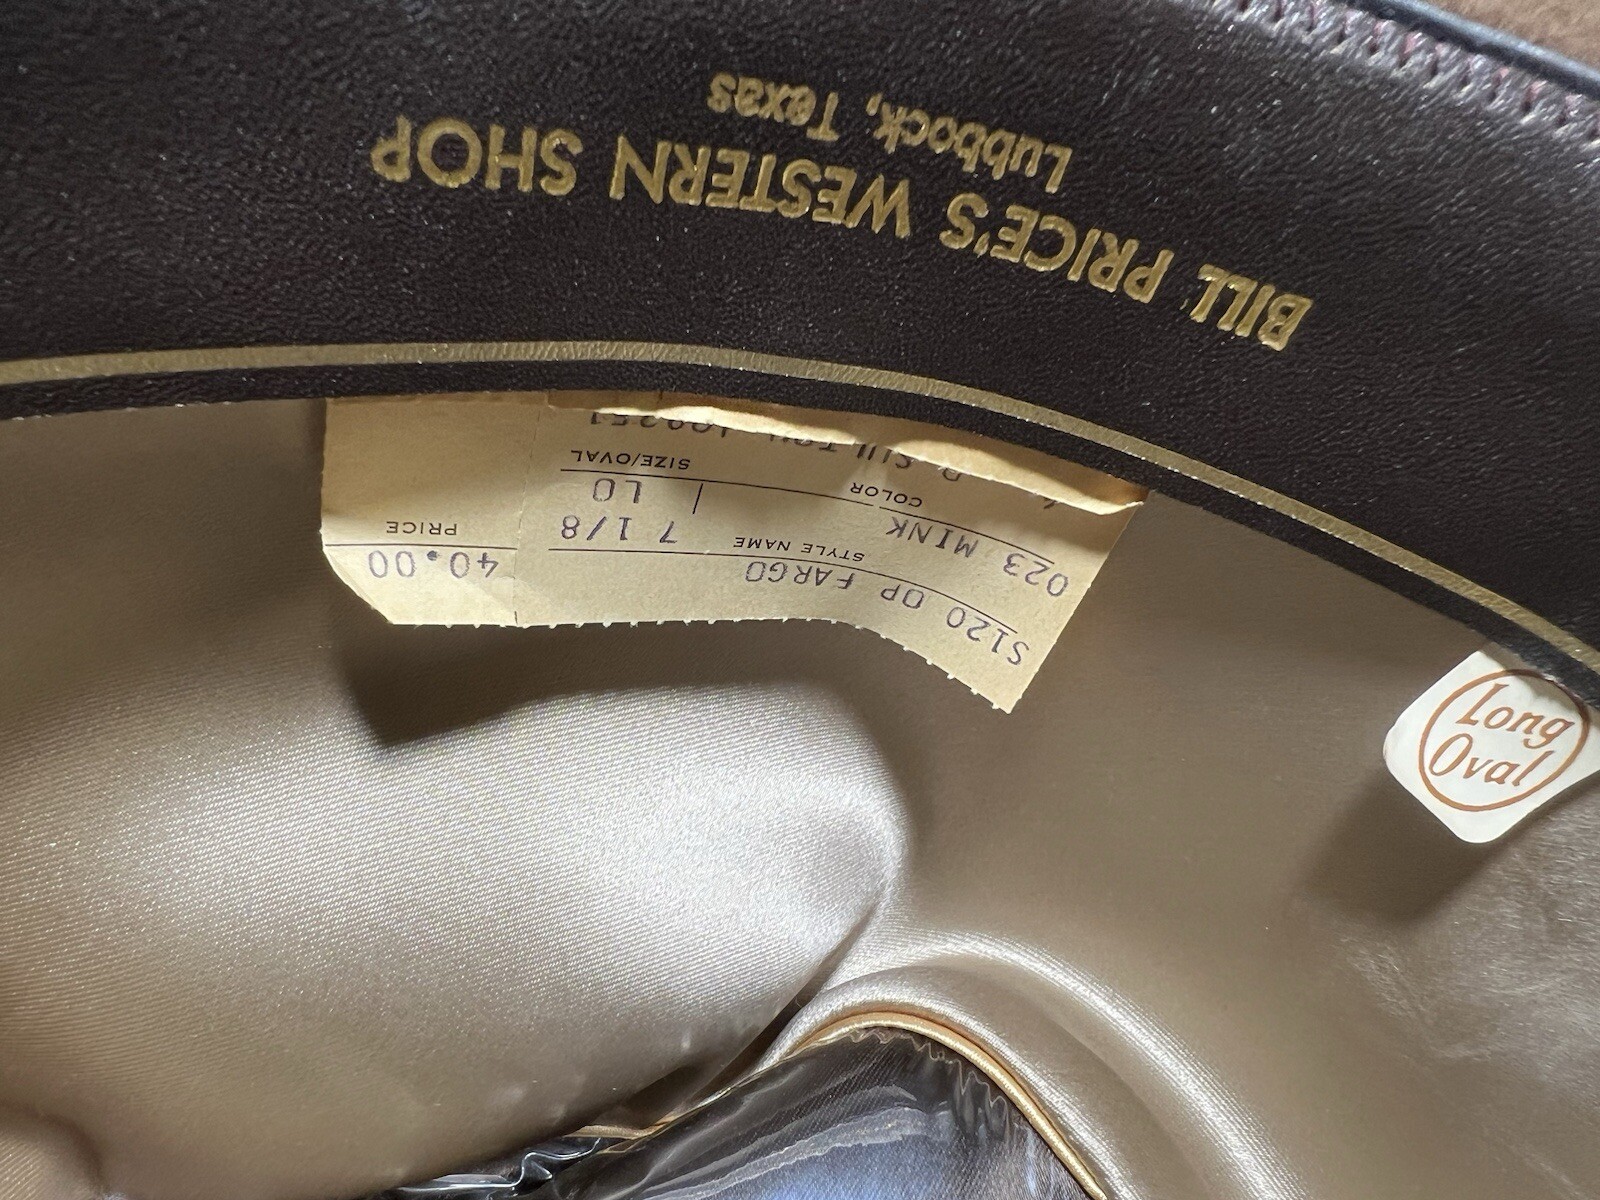 BILL PRICE'S WESTERN SHOP
Lubbock, Texas
S120 OP FARGO
STYLE NAME
40.00
PRICE
023 MINK
COLOR
7 1/8 LO
SIZE/OVAL
109251
Long
Oval